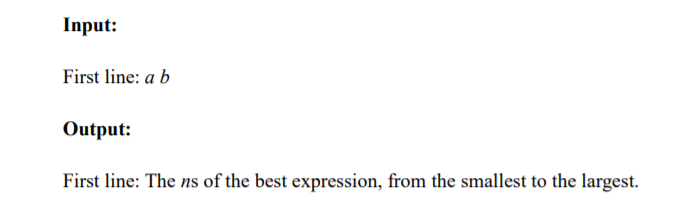 Input:
First line: a b
Output:
First line: The ns of the best expression, from the smallest to the largest.